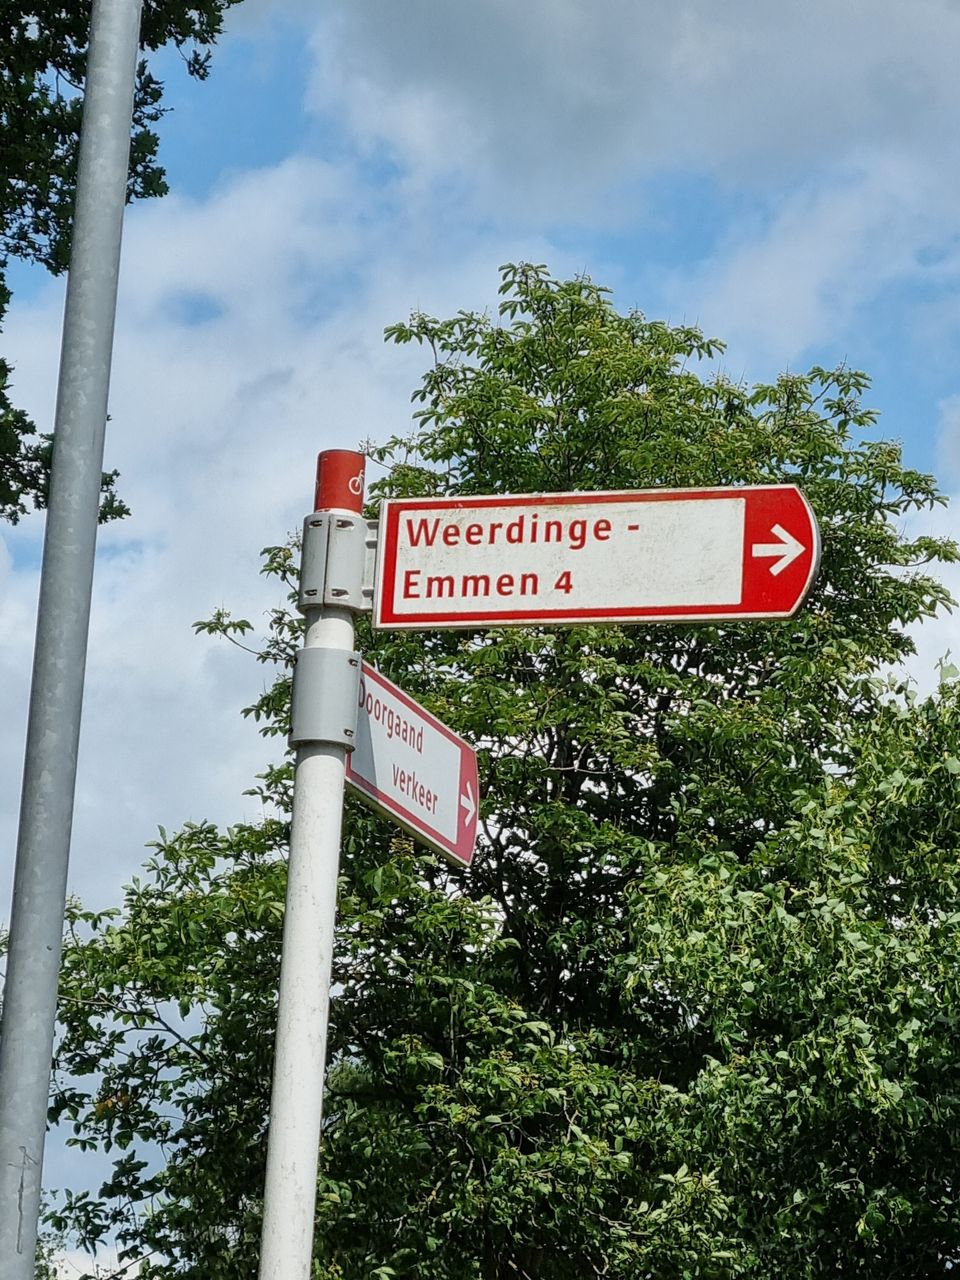 Weerdinge -
Emmen 4
Doorgaand
verkeer